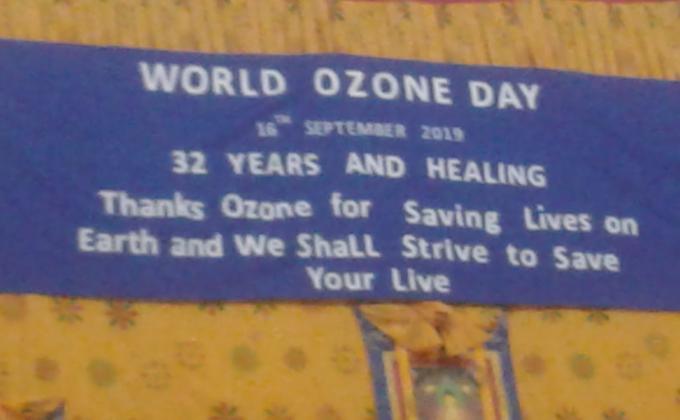 WORLD OZONE DAY
16TH SEPTEMBER 2019
32 YEARS AND HEALING
Thanks Ozone for Saving Lives on
Earth and We ShaLL Strive to Save
Your Live